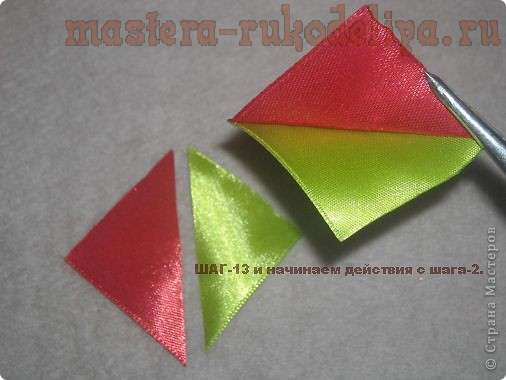 mastera-rukodeliya.ru
ШАГ-13 и начинаем действия с шага-2.
© Страна Мастеров